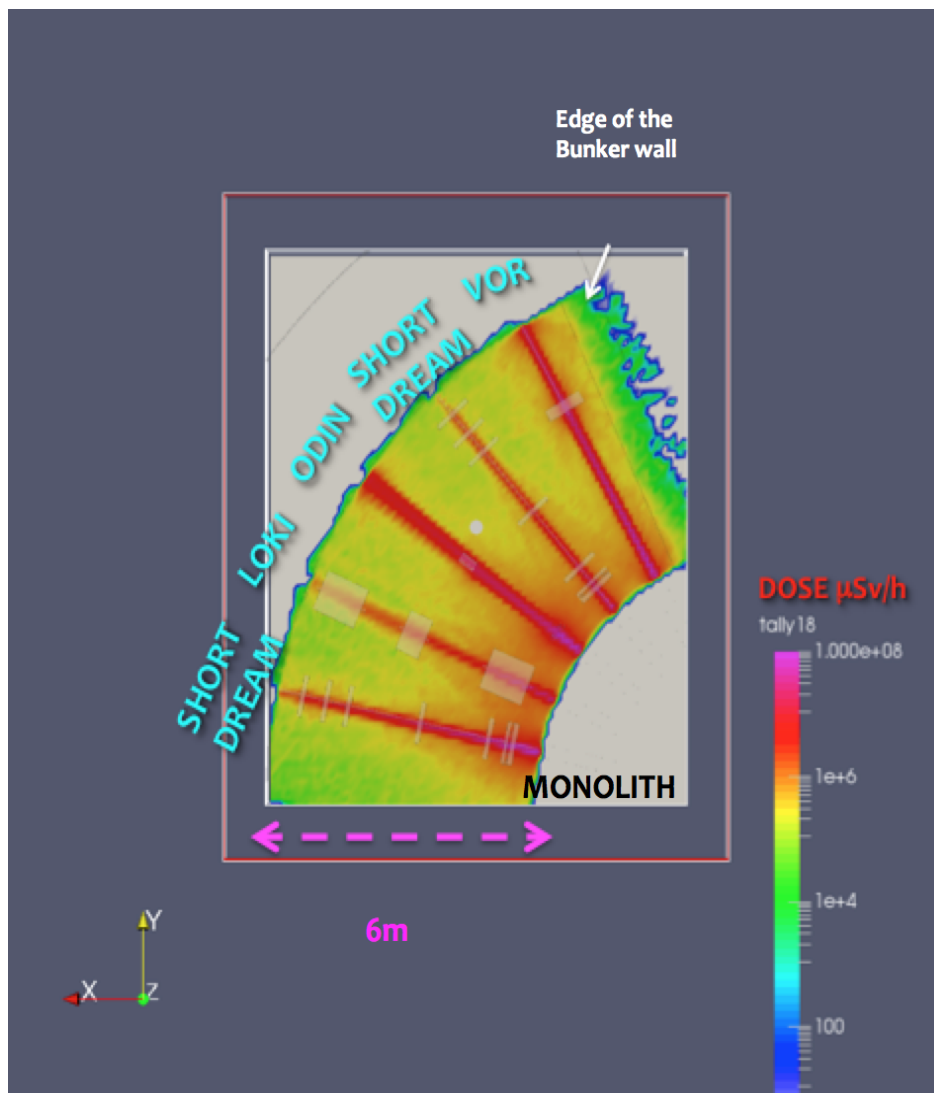 Edge of the
Bunker wall
VOR
SHORT
DREAM
ODIN
LOKI
SHORT
DREAM
MONOLITH
DOSE μSv/h
tally18
1.000e+08
1e+6
1e+4
100
6m
Y
X
Z